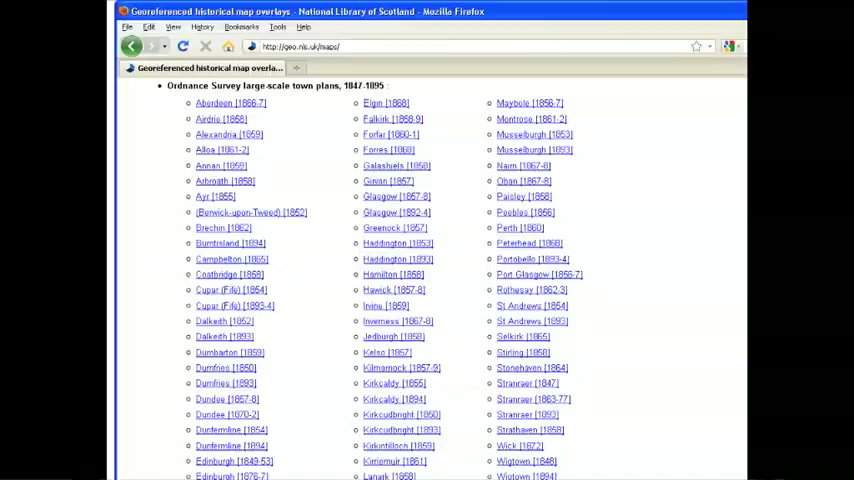 Georeferenced historical map overlays - National Library of Scotland - Mozilla Firefox
File Edit View History Bookmarks Tools Help
http://geo.nls.uk/maps/
Georeferenced historical map overla...
Ordnance Survey large-scale town plans, 1847-1895 :
Aberdeen [1866-7]
Airdrie [1858]
Alexandria [1859]
Alloa [1861-2]
Annan [1859]
Arbroath [1858]
Ayr [1855]
(Berwick-upon-Tweed) [1852]
Brechin [1862]
Burntisland [1894]
Campbelton [1865]
Coatbridge [1858]
Cupar (Fife) [1854]
Cupar (Fife) [1893-4]
Dalkeith [1852]
Dalkeith [1893]
Dumbarton [1859]
Dumfries [1850]
Dumfries [1893]
Dundee [1857-8]
Dundee [1870-2]
Dunfermline [1854]
Dunfermline [1894]
Edinburgh [1849-53]
Edinburgh [1876-7]
Elgin [1868]
Falkirk [1858-9]
Forfar [1860-1]
Forres [1868]
Galashiels [1858]
Girvan [1857]
Glasgow [1857-8]
Glasgow [1892-4]
Greenock [1857]
Haddington [1853]
Haddington [1893]
Hamilton [1858]
Hawick [1857-8]
Irvine [1859]
Inverness [1867-8]
Jedburgh [1858]
Kelso [1857]
Kilmarnock [1857-9]
Kirkcaldy [1855]
Kirkcaldy [1894]
Kirkcudbright [1850]
Kirkcudbright [1893]
Kirkintilloch [1859]
Kirriemuir [1861]
Lanark [1858]
Maybole [1856-7]
Montrose [1861-2]
Musselburgh [1853]
Musselburgh [1893]
Nairn [1867-8]
Oban [1867-8]
Paisley [1858]
Peebles [1856]
Perth [1860]
Peterhead [1868]
Portobello [1893-4]
Port Glasgow [1856-7]
Rothesay [1862-3]
St Andrews [1854]
St Andrews [1893]
Selkirk [1865]
Stirling [1858]
Stonehaven [1864]
Stranraer [1847]
Stranraer [1863-77]
Stranraer [1893]
Strathaven [1858]
Wick [1872]
Wigtown [1848]
Wigtown [1894]